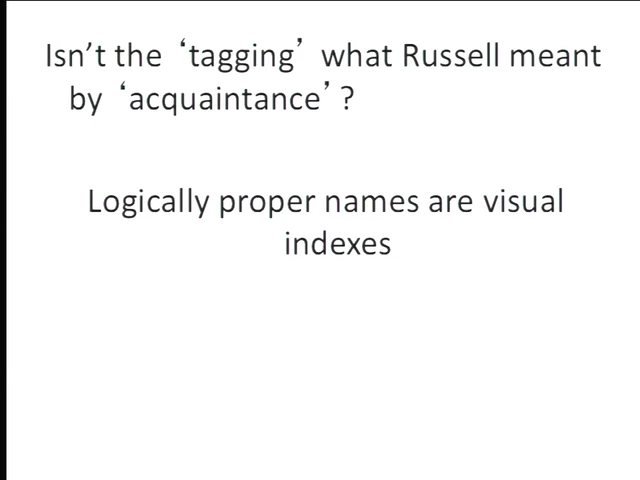 Isn’t the ‘tagging’ what Russell meant
by ‘acquaintance’?
Logically proper names are visual
indexes